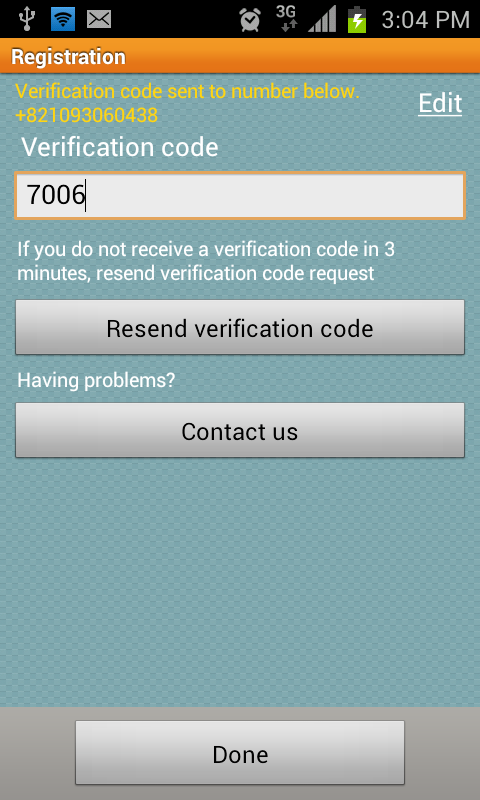 3G
3:04 PM
Registration
Verification code sent to number below.
+821093060438
Edit
Verification code
7006
If you do not receive a verification code in 3
minutes, resend verification code request
Resend verification code
Having problems?
Contact us
Done